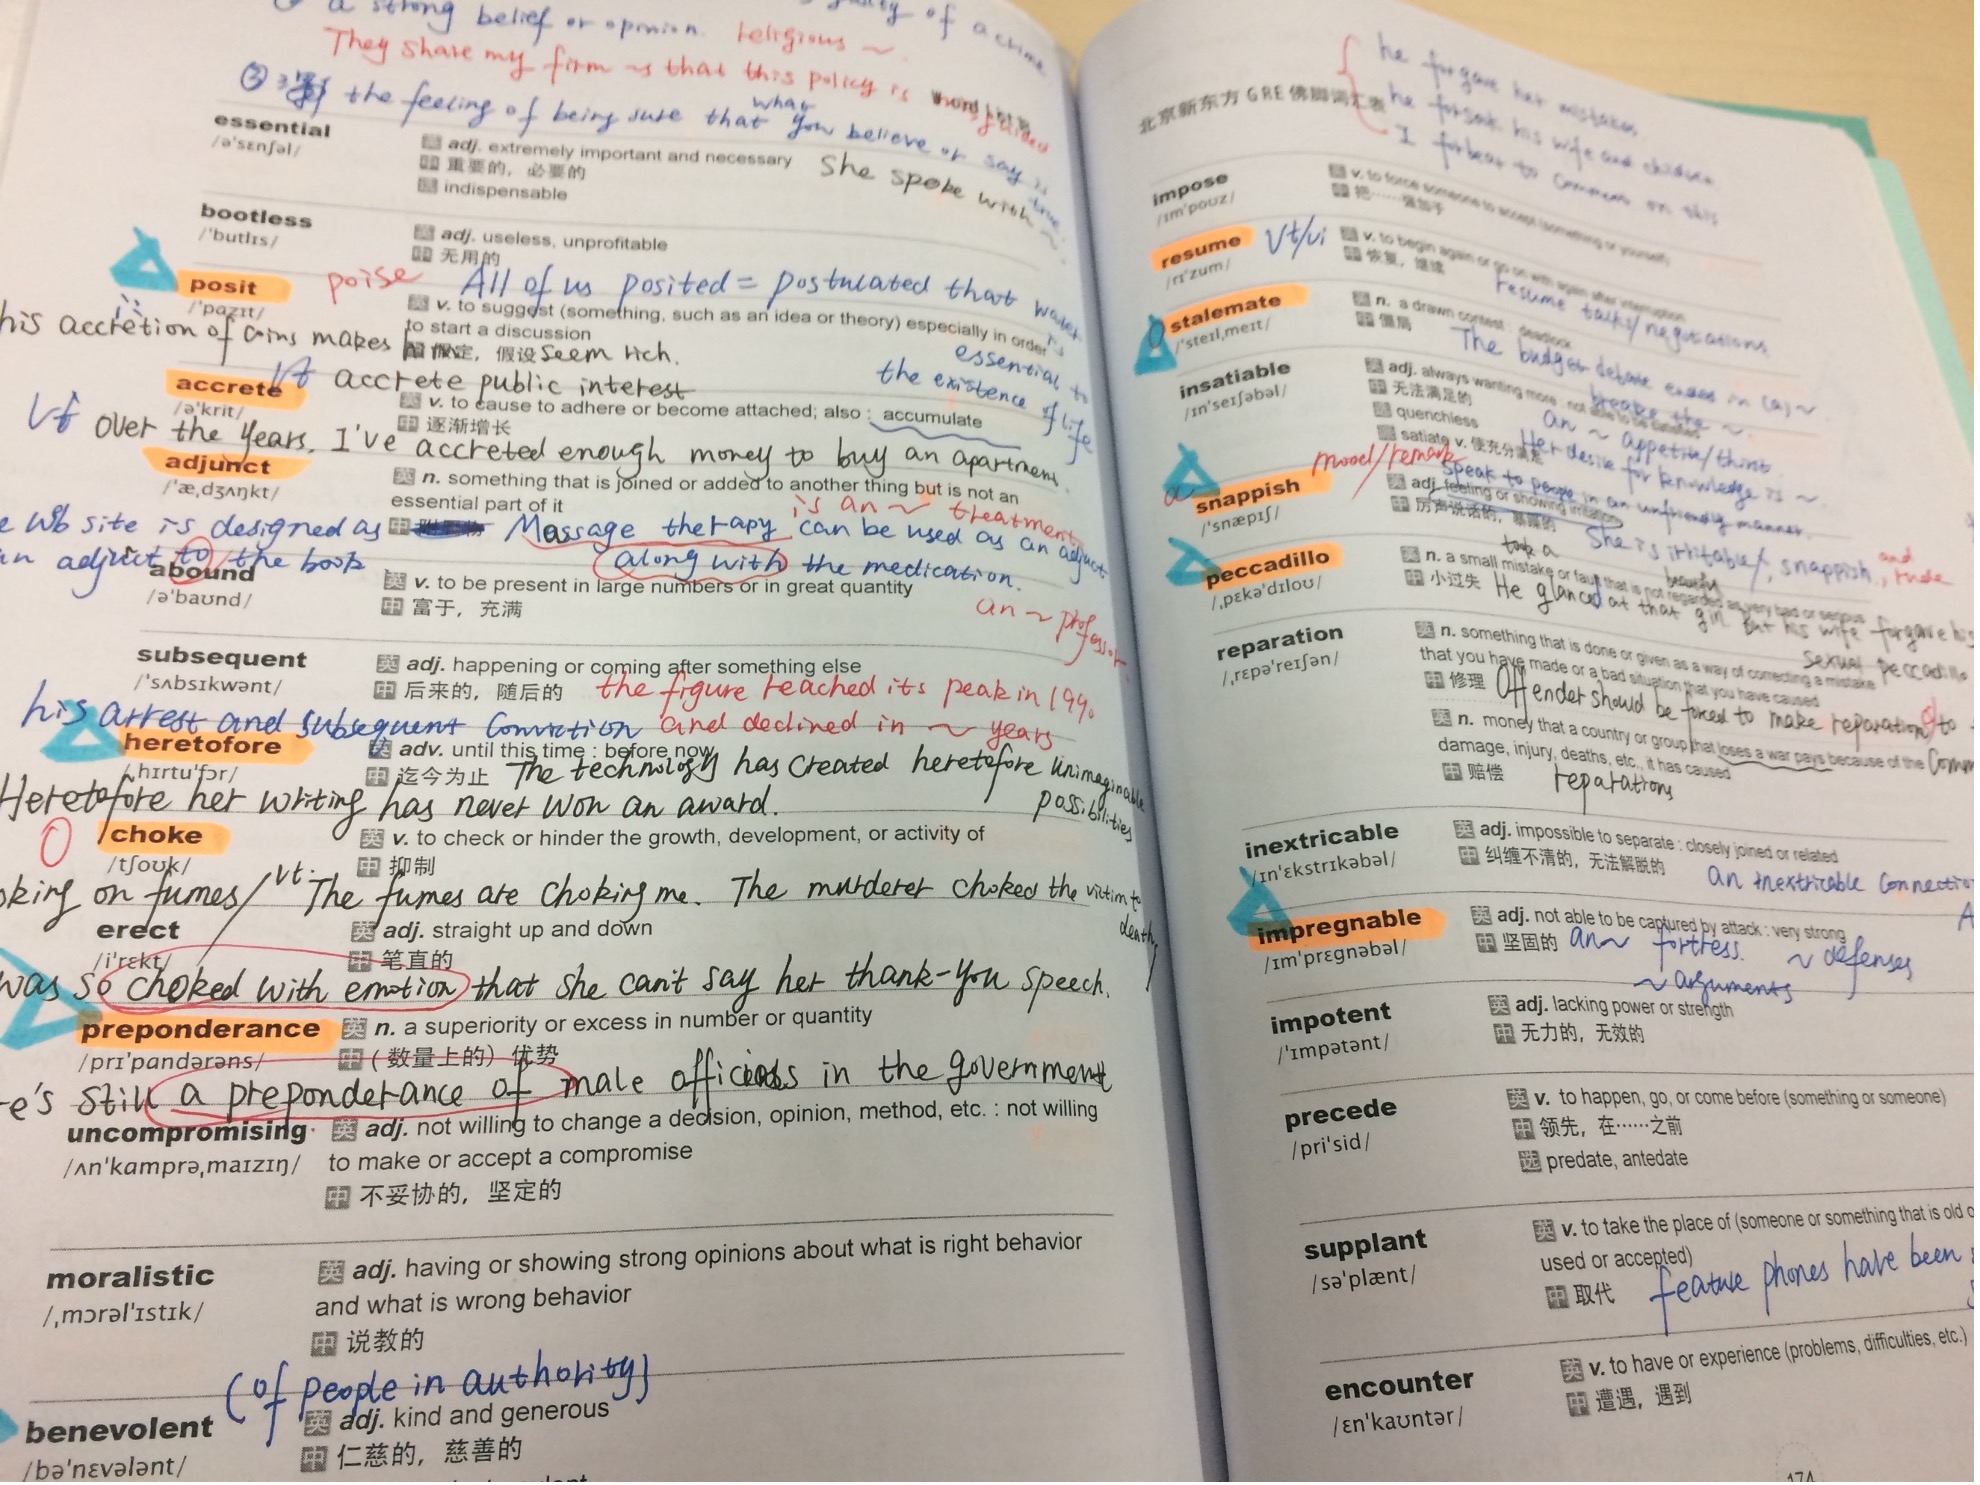 a strong belief or opinion. religious ~.
of a crime
They share my firm ~s that this policy is
③ the feeling of being sure that what you believe or say is true.
essential
/ə'sɛnʃəl/
英 adj. extremely important and necessary
中 重要的，必要的
indispensable
She spoke with ~
bootless
/'butlɪs/
英 adj. useless, unprofitable
中 无用的
posit
/'pɑzɪt/
poise
All of us posited = postulated that water is essential to the existence of life
英 v. to suggest (something, such as an idea or theory) especially in order
to start a discussion
中 假定，假设
his accretion of coins makes seem rich.
accrete
/ə'krit/
vt accrete public interest
英 v. to cause to adhere or become attached; also : accumulate
中 逐渐增长
vt over the years, I've accreted enough money to buy an apartment.
adjunct
/'æˌdʒʌŋkt/
英 n. something that is joined or added to another thing but is not an
essential part of it
中
is an ~ treatment
Massage therapy can be used as an adjunct
along with the medication.
site is designed as
an adjuct to the book
abound
/ə'baʊnd/
英 v. to be present in large numbers or in great quantity
中 富于，充满
an ~ professor
subsequent
/'sʌbsɪkwənt/
英 adj. happening or coming after something else
中 后来的，随后的
the figure reached its peak in 1990
and declined in ~ years
his arrest and subsequent conviction
heretofore
/ˌhɪrtu'fɔr/
英 adv. until this time : before now
中 迄今为止
The technology has created heretofore unimaginable possibilities
Heretofore her writing has never won an award.
choke
/tʃoʊk/
英 v. to check or hinder the growth, development, or activity of
中 抑制
oking on fumes / vt. The fumes are choking me. The murderer choked the victim to death
erect
/i'rɛkt/
英 adj. straight up and down
中 笔直的
was so choked with emotion that she can't say her thank-you speech.
preponderance
/prɪ'pɑndərəns/
英 n. a superiority or excess in number or quantity
中（数量上的）优势
e's still a preponderance of male officials in the government
uncompromising
/ʌn'kɑmprəˌmaɪzɪŋ/
英 adj. not willing to change a decision, opinion, method, etc. : not willing
to make or accept a compromise
中 不妥协的，坚定的
moralistic
/ˌmɔrəl'ɪstɪk/
英 adj. having or showing strong opinions about what is right behavior
and what is wrong behavior
中 说教的
(of people in authority)
benevolent
/bə'nɛvələnt/
英 adj. kind and generous
中 仁慈的，慈善的
he forgave her mistakes
he forsook his wife and children
I forbear to comment on this
北京新东方GRE佛脚词汇表
impose
/ɪm'poʊz/
英 v. to force someone to accept (something or yourself)
中 把……强加于
resume
/rɪ'zum/
vt/vi
英 v. to begin again or go on with again after interruption
中 恢复，继续
resume talks/negotiations
stalemate
/'steɪlˌmeɪt/
英 n. a drawn contest : deadlock
中 僵局
The budget debate ended in (a) ~.
break the ~.
insatiable
/ɪn'seɪʃəbəl/
英 adj. always wanting more : not able to be satisfied
中 无法满足的
quenchless
satiate v. 使充分满足
an ~ appetite/thirst
Her desire for knowledge is ~.
mood/remark
a snappish
/'snæpɪʃ/
speak to people in an unfriendly manner.
英 adj. feeling or showing irritation
中 厉声说话的，暴躁的
She is irritable, snappish, and rude
peccadillo
/ˌpɛkə'dɪloʊ/
英 n. a small mistake or fault that is not regarded as very bad or serious
中 小过失
took a
He glanced at that beautiful girl but his wife forgave his
sexual peccadillo
reparation
/ˌrɛpə'reɪʃən/
英 n. something that is done or given as a way of correcting a mistake
that you have made or a bad situation that you have caused
中 修理
Offender should be forced to make reparation to
英 n. money that a country or group that loses a war pays because of the
damage, injury, deaths, etc., it has caused
中 赔偿
reparations
inextricable
/ɪn'ɛkstrɪkəbəl/
英 adj. impossible to separate : closely joined or related
中 纠缠不清的，无法解脱的
an inextricable connection
impregnable
/ɪm'prɛgnəbəl/
英 adj. not able to be captured by attack : very strong
中 坚固的
an ~ fortress. ~ defenses
~ arguments
impotent
/'ɪmpətənt/
英 adj. lacking power or strength
中 无力的，无效的
precede
/pri'sid/
英 v. to happen, go, or come before (something or someone)
中 领先，在……之前
选 predate, antedate
supplant
/sə'plænt/
英 v. to take the place of (someone or something that is old o
used or accepted)
中 取代
feature phones have been
encounter
/ɛn'kaʊntər/
英 v. to have or experience (problems, difficulties, etc.)
中 遭遇，遇到
174